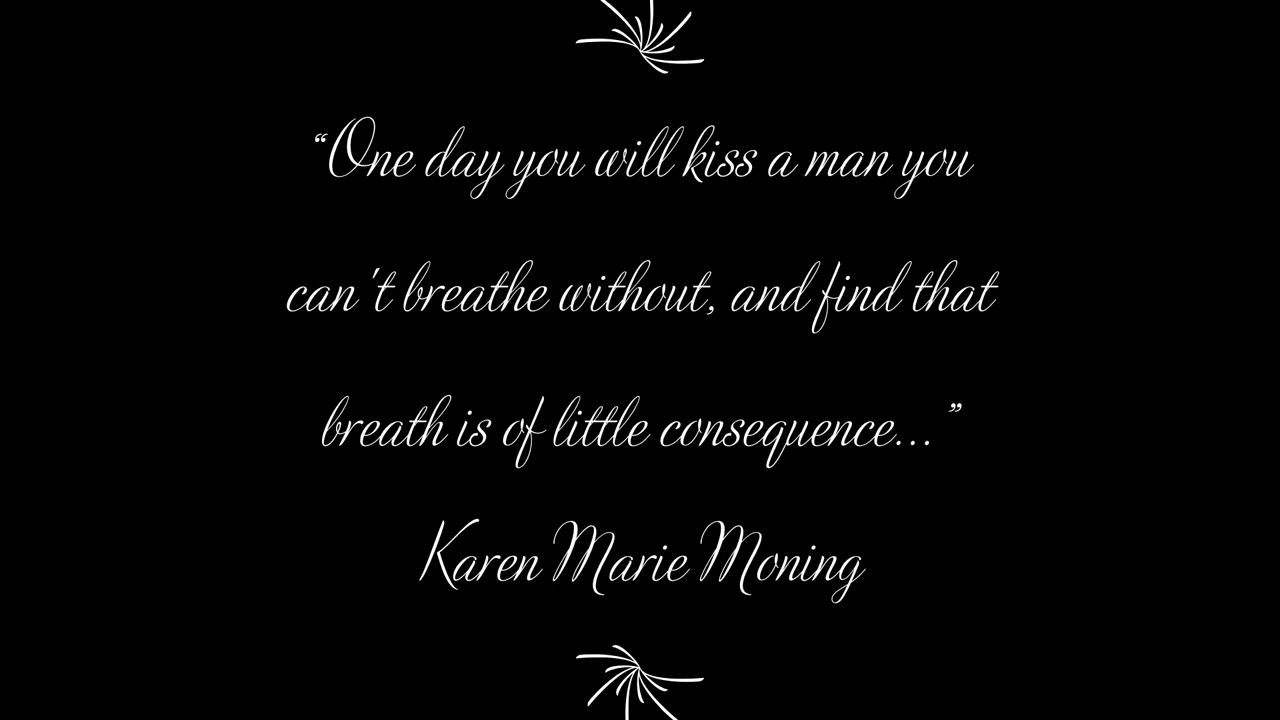 “One day you will kiss a man you
can't breathe without, and find that
breath is of little consequence... ”
Karen Marie Moning